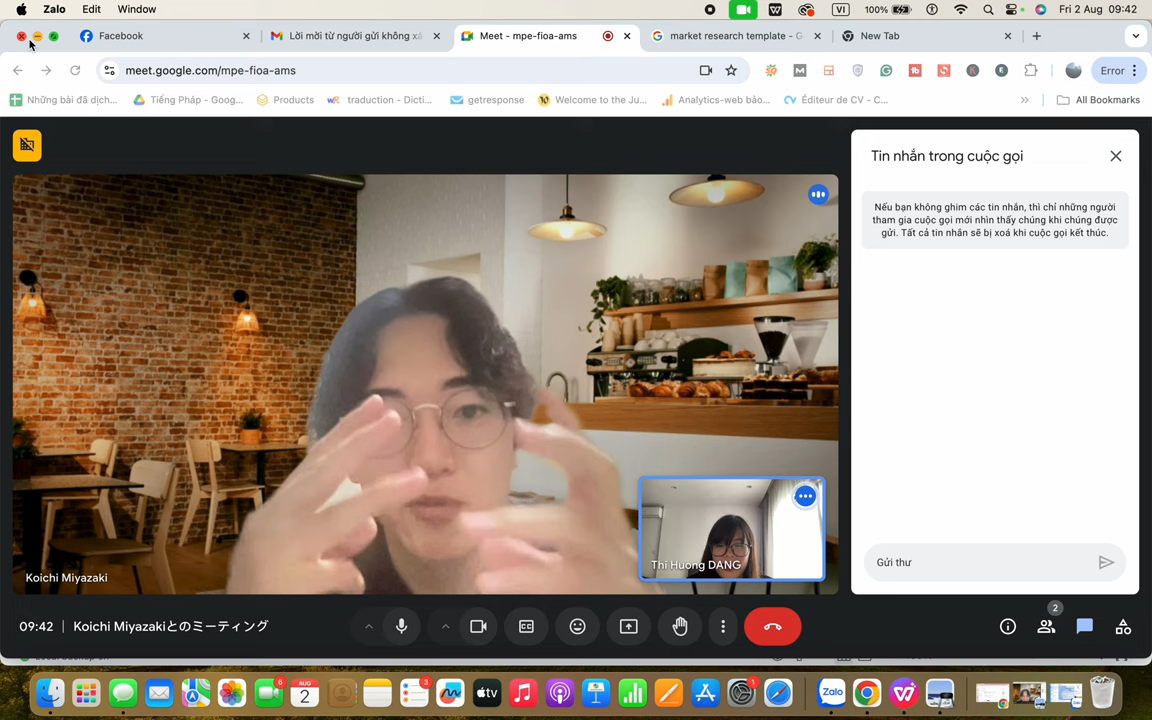 Zalo Edit Window
VI 100% Fri 2 Aug 09:42
Facebook
Lời mời từ người gửi không xá
Meet - mpe-fioa-ams
market research template - G
New Tab
meet.google.com/mpe-fioa-ams
Error
Những bài đã dịch...
Tiếng Pháp - Goog...
Products
traduction - Dicti...
getresponse
Welcome to the Ju...
Analytics-web bảo...
Éditeur de CV - C...
All Bookmarks
Tin nhắn trong cuộc gọi
Nếu bạn không ghim các tin nhắn, thì chỉ những người
tham gia cuộc gọi mới nhìn thấy chúng khi chúng được
gửi. Tất cả tin nhắn sẽ bị xoá khi cuộc gọi kết thúc.
Thi Huong DANG
Koichi Miyazaki
Gửi thư
09:42 | Koichi Miyazakiとのミーティング
2
6
AUG
2
3
tv
1
Zalo